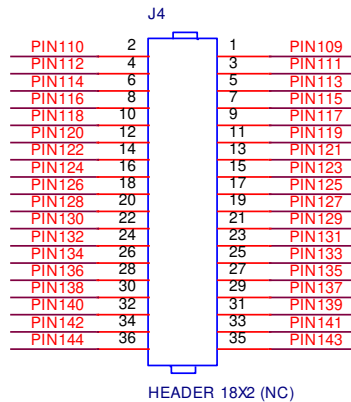 J4
PIN110 2 1 PIN109
PIN112 4 3 PIN111
PIN114 6 5 PIN113
PIN116 8 7 PIN115
PIN118 10 9 PIN117
PIN120 12 11 PIN119
PIN122 14 13 PIN121
PIN124 16 15 PIN123
PIN126 18 17 PIN125
PIN128 20 19 PIN127
PIN130 22 21 PIN129
PIN132 24 23 PIN131
PIN134 26 25 PIN133
PIN136 28 27 PIN135
PIN138 30 29 PIN137
PIN140 32 31 PIN139
PIN142 34 33 PIN141
PIN144 36 35 PIN143
HEADER 18X2 (NC)